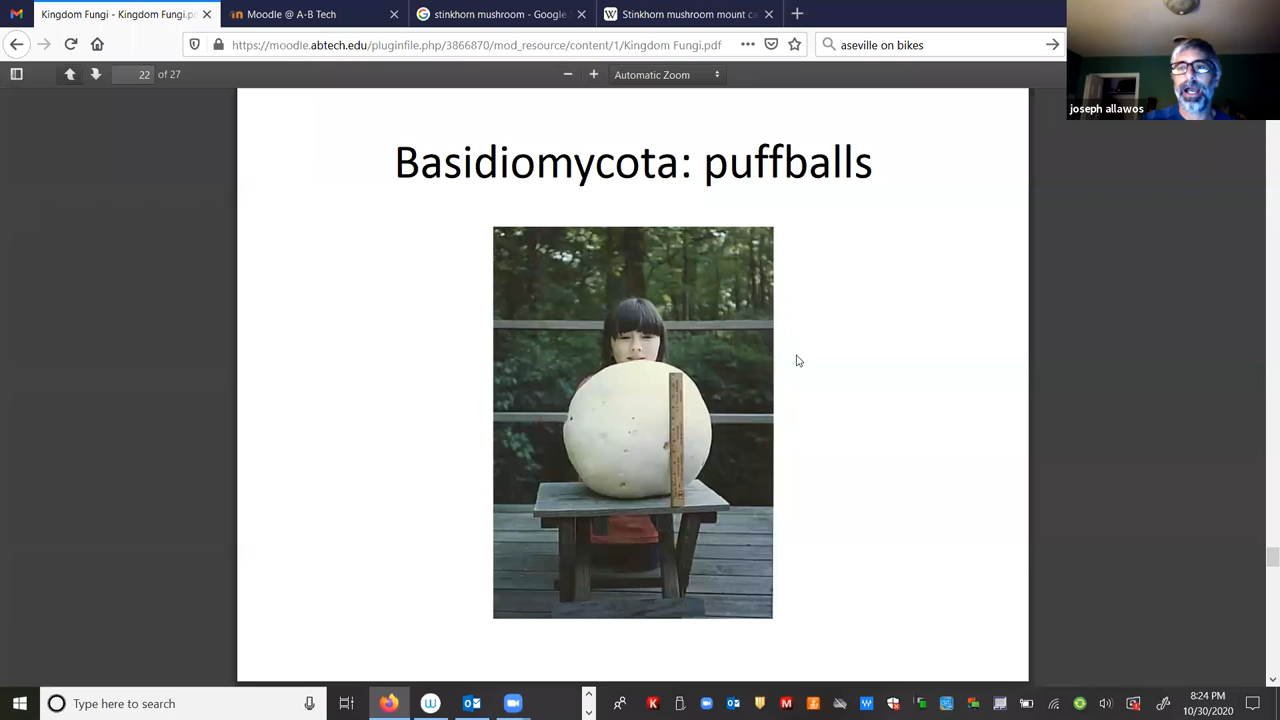 Kingdom Fungi - Kingdom Fungi.p
Moodle @ A-B Tech
stinkhorn mushroom - Google
Stinkhorn mushroom mount ca
https://moodle.abtech.edu/pluginfile.php/3866870/mod_resource/content/1/Kingdom Fungi.pdf
aseville on bikes
joseph allawos
22 of 27
Automatic Zoom
Basidiomycota: puffballs
Type here to search
8:24 PM
10/30/2020